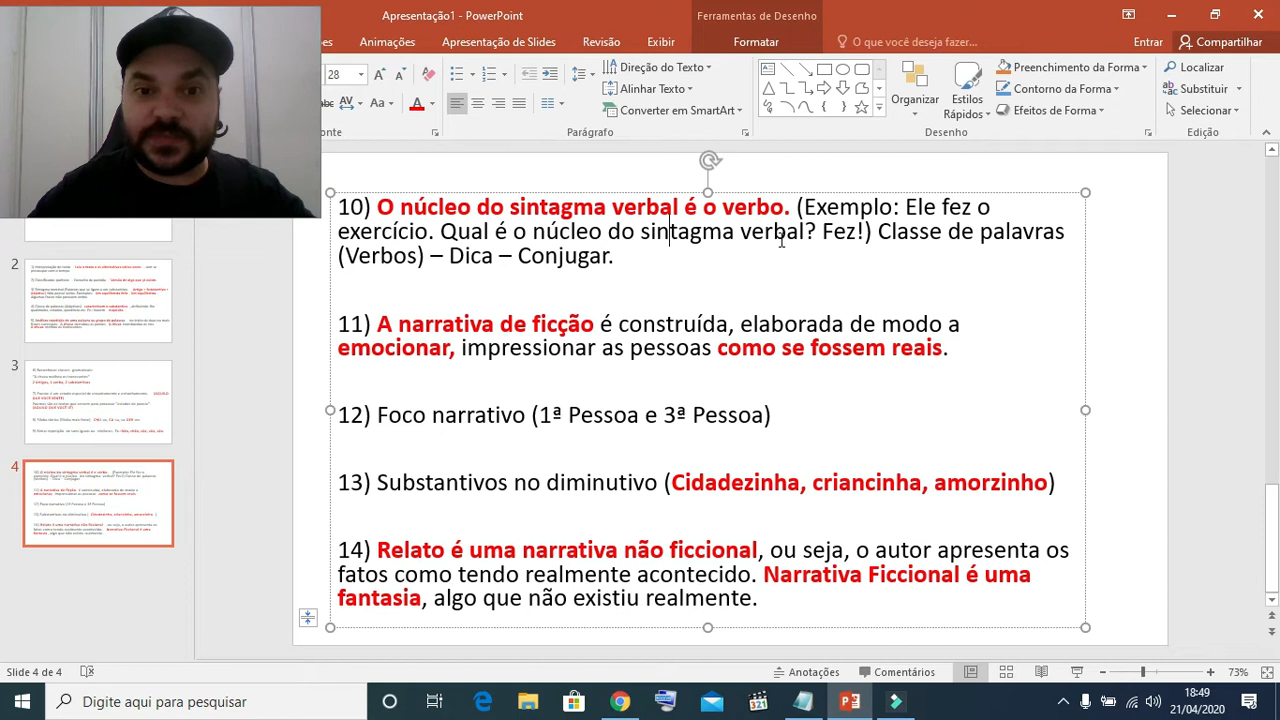 Apresentação1 - PowerPoint
Ferramentas de Desenho
Animações
Apresentação de Slides
Revisão
Exibir
Formatar
O que você deseja fazer...
Entrar
Compartilhar
28
Aa
Direção do Texto
Alinhar Texto
Converter em SmartArt
Parágrafo
Organizar
Estilos
Rápidos
Preenchimento da Forma
Contorno da Forma
Efeitos de Forma
Desenho
Localizar
Substituir
Selecionar
Edição
10) O núcleo do sintagma verbal é o verbo. (Exemplo: Ele fez o
exercício. Qual é o núcleo do sintagma verbal? Fez!) Classe de palavras
(Verbos) – Dica – Conjugar.
11) A narrativa de ficção é construída, elaborada de modo a
emocionar, impressionar as pessoas como se fossem reais.
12) Foco narrativo (1ª Pessoa e 3ª Pessoa)
13) Substantivos no diminutivo (Cidadezinha, criancinha, amorzinho)
14) Relato é uma narrativa não ficcional, ou seja, o autor apresenta os
fatos como tendo realmente acontecido. Narrativa Ficcional é uma
fantasia, algo que não existiu realmente.
2
3
4
Slide 4 de 4
Anotações
Comentários
73%
Digite aqui para pesquisar
321
18:49
21/04/2020